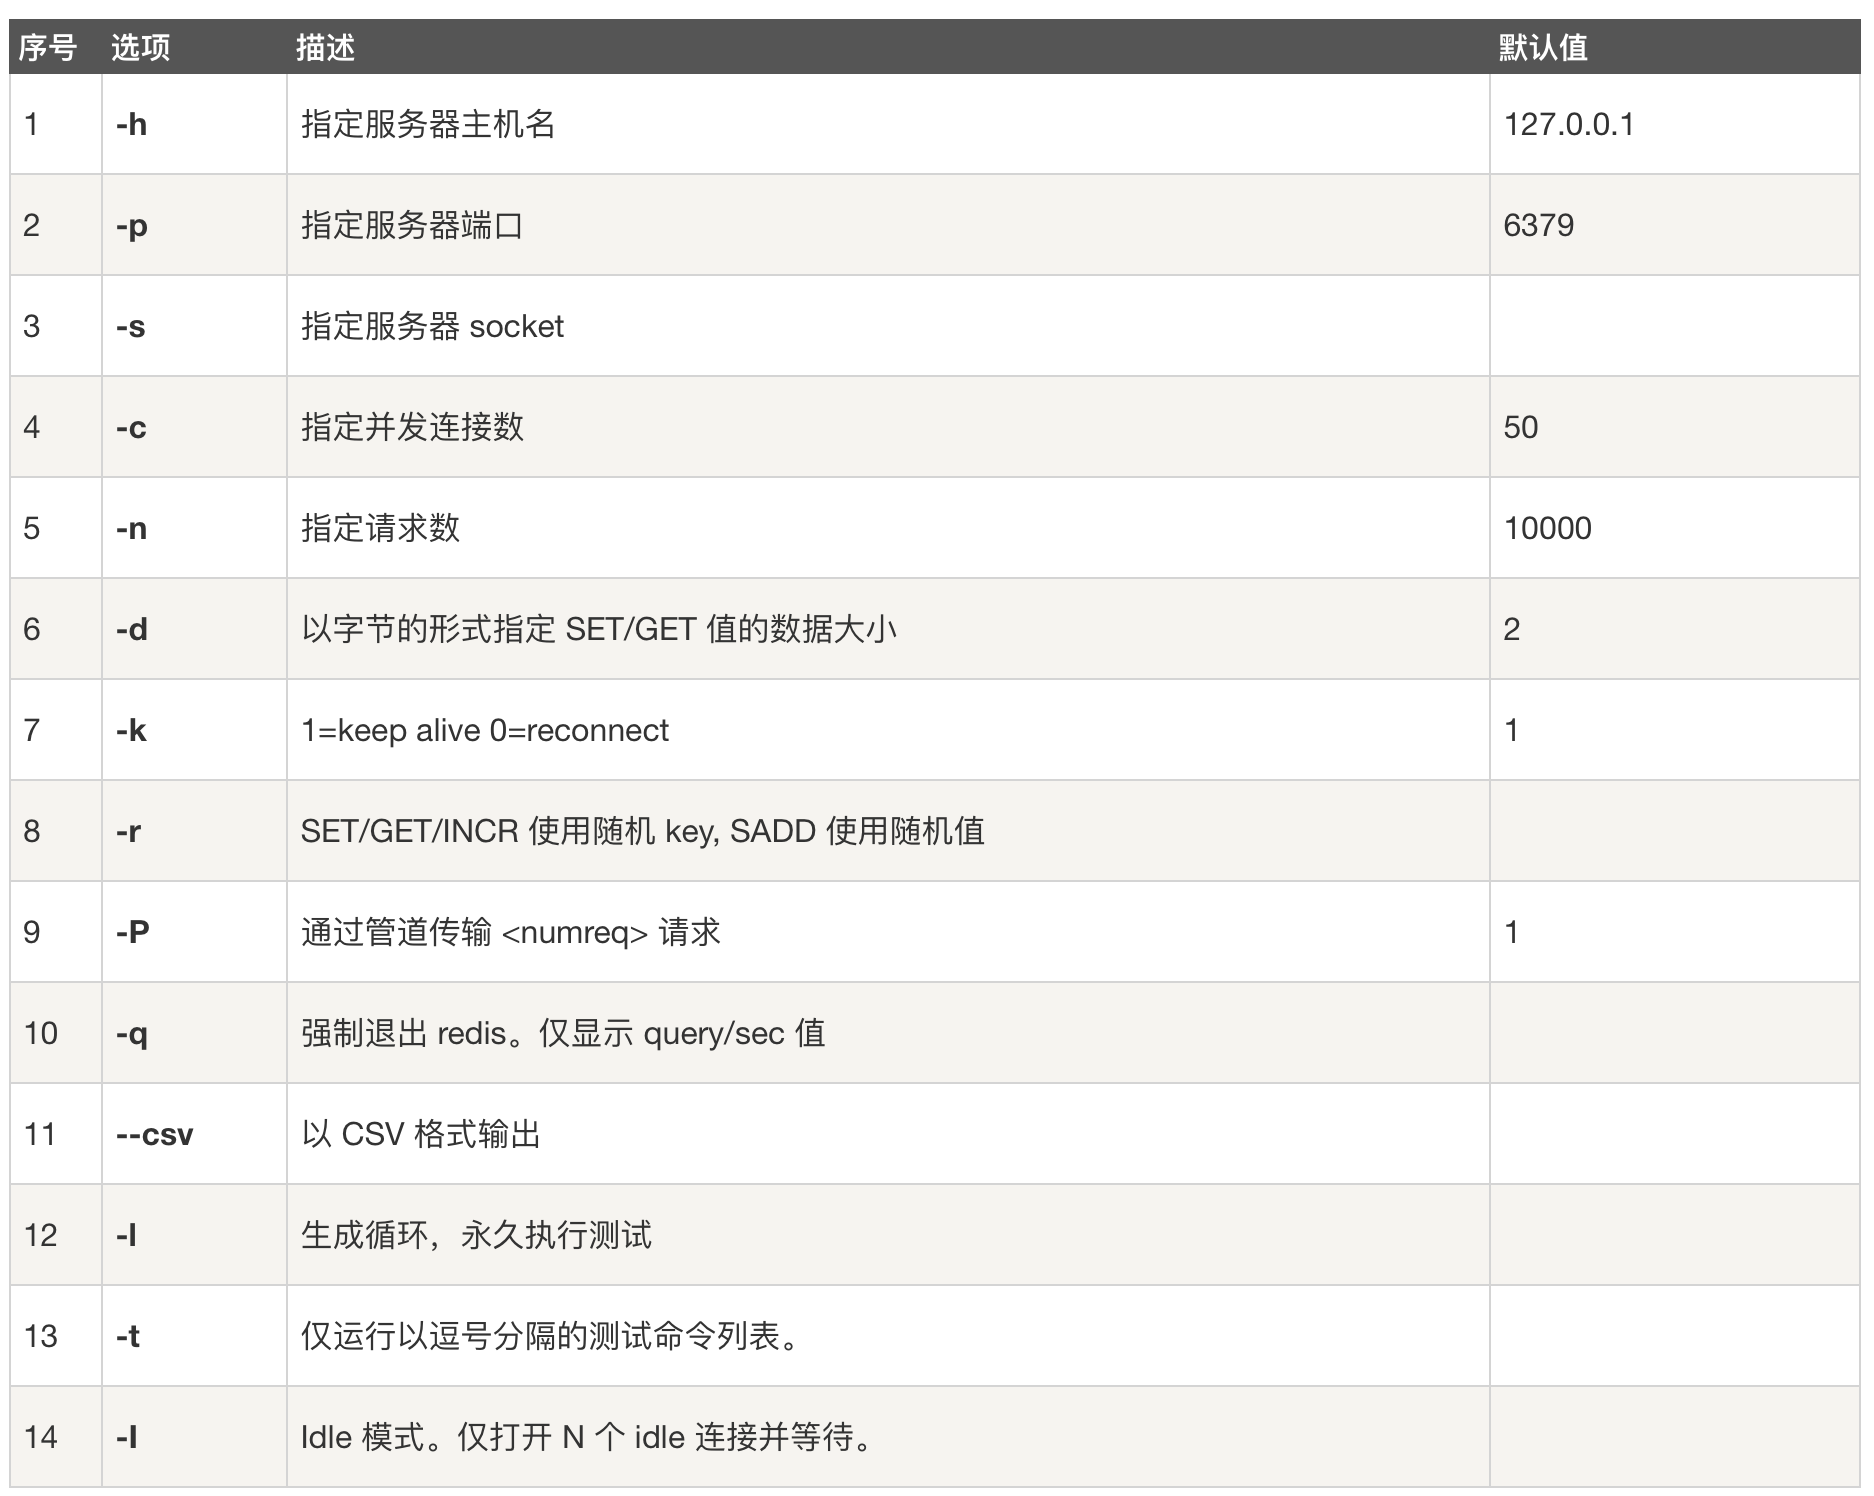 序号 选项 描述 默认值
1 -h 指定服务器主机名 127.0.0.1
2 -p 指定服务器端口 6379
3 -s 指定服务器 socket
4 -c 指定并发连接数 50
5 -n 指定请求数 10000
6 -d 以字节的形式指定 SET/GET 值的数据大小 2
7 -k 1=keep alive 0=reconnect 1
8 -r SET/GET/INCR 使用随机 key, SADD 使用随机值
9 -P 通过管道传输 <numreq> 请求 1
10 -q 强制退出 redis。仅显示 query/sec 值
11 --csv 以 CSV 格式输出
12 -l 生成循环，永久执行测试
13 -t 仅运行以逗号分隔的测试命令列表。
14 -I Idle 模式。仅打开 N 个 idle 连接并等待。